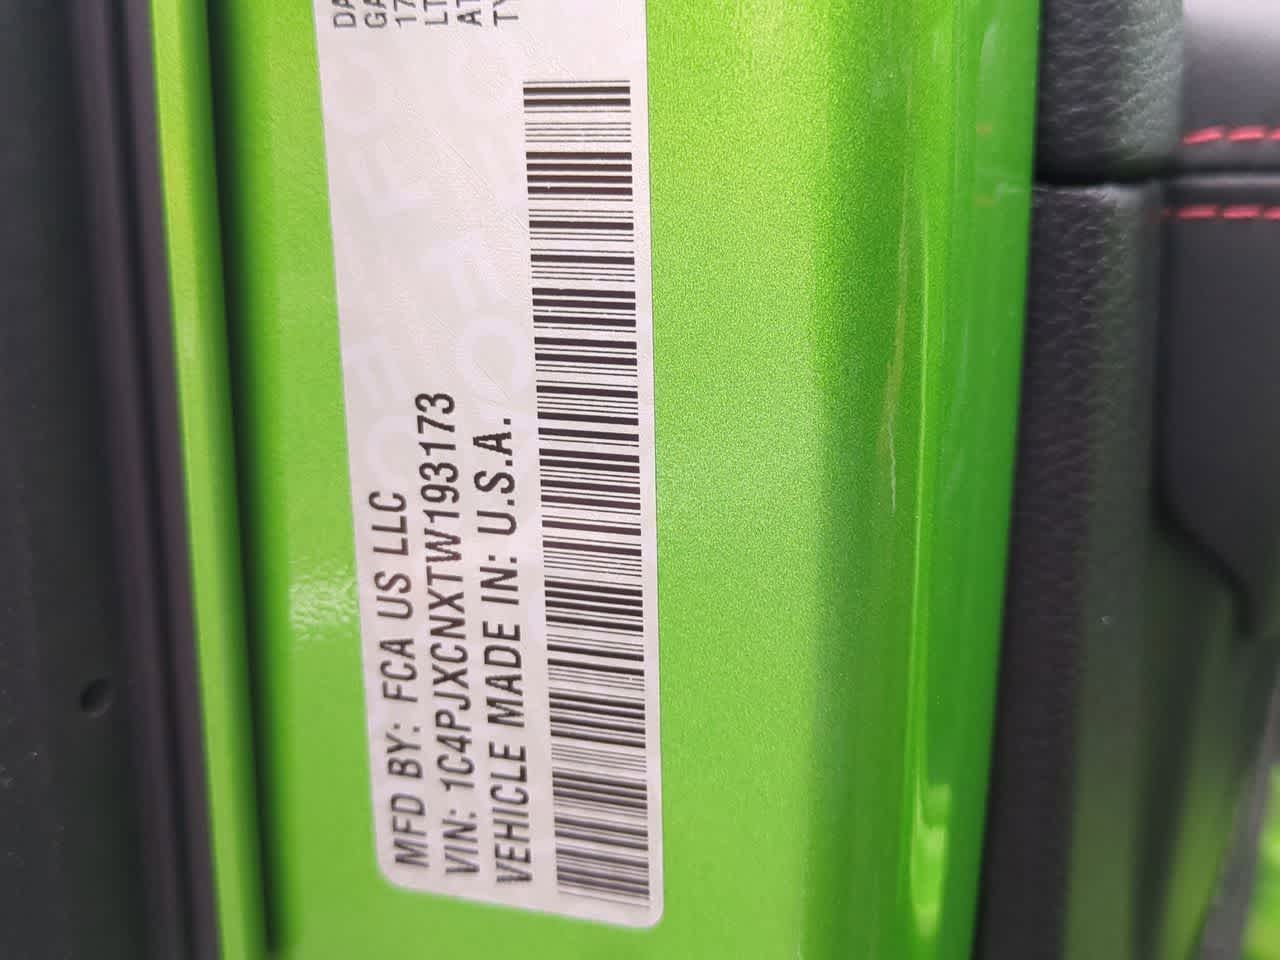 MFD BY: FCA US LLC
VIN: 1C4PJXCNXTW193173
VEHICLE MADE IN: U.S.A.